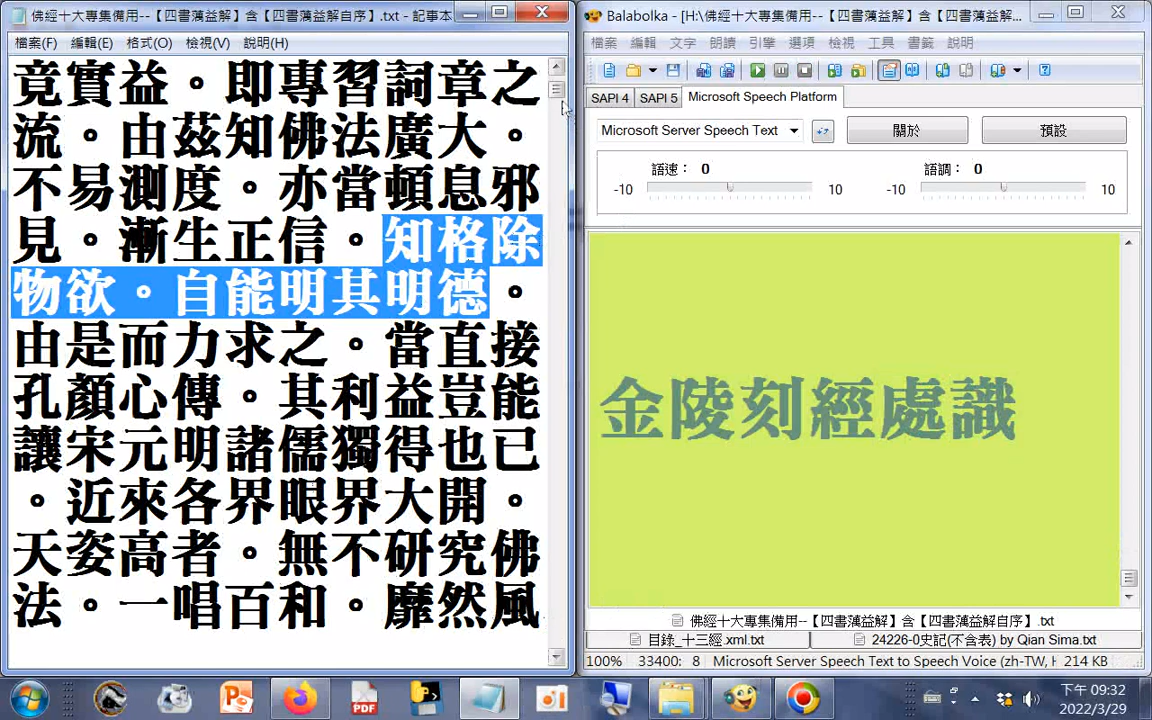 佛經十大專集備用--【四書蕅益解】含【四書蕅益解自序】.txt - 記事本
檔案(F) 編輯(E) 格式(O) 檢視(V) 說明(H)
竟實益。即專習詞章之
流。由茲知佛法廣大。
不易測度。亦當頓息邪
見。漸生正信。知格除
物欲。自能明其明德。
由是而力求之。當直接
孔顏心傳。其利益豈能
讓宋元明諸儒獨得也已
。近來各界眼界大開。
天姿高者。無不研究佛
法。一唱百和。靡然風
Balabolka - [H:\佛經十大專集備用--【四書蕅益解】含【四書蕅益解自序】.txt...
檔案 編輯 文字 朗讀 引擎 選項 檢視 工具 書籤 說明
SAPI 4 SAPI 5 Microsoft Speech Platform
Microsoft Server Speech Text 關於 預設
語速： 0 語調： 0
-10 10 -10 10
金陵刻經處識
佛經十大專集備用--【四書蕅益解】含【四書蕅益解自序】.txt
目錄_十三經.xml.txt 24226-0史記(不含表) by Qian Sima.txt
100% 33400: 8 Microsoft Server Speech Text to Speech Voice (zh-TW, H 214 KB
下午 09:32
2022/3/29